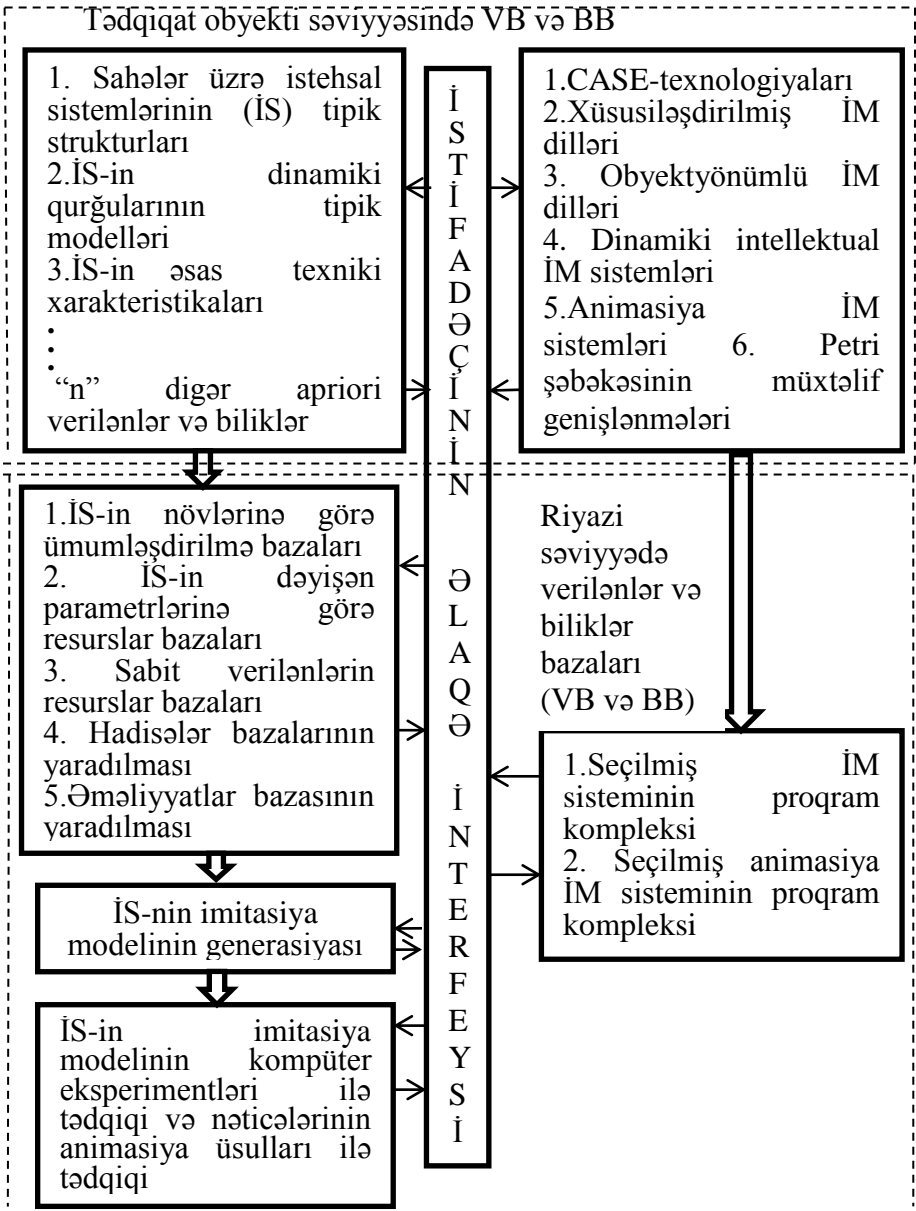 Tədqiqat obyekti səviyyəsində VB və BB
1. Sahələr üzrə istehsal
sistemlərinin (İS) tipik
strukturları
2.İS-in dinamiki
qurğularının tipik
modelləri
3.İS-in əsas texniki
xarakteristikaları
.
.
.
“n” digər apriori
verilənlər və biliklər
İSTİFADƏÇİNİN ƏLAQƏ İNTERFEYSİ
1.CASE-texnologiyaları
2.Xüsusiləşdirilmiş İM
dilləri
3. Obyektyönümlü İM
dilləri
4. Dinamiki intellektual
İM sistemləri
5.Animasiya İM
sistemləri 6. Petri
şəbəkəsinin müxtəlif
genişlənmələri
1.İS-in növlərinə görə
ümumləşdirilmə bazaları
2. İS-in dəyişən
parametrlərinə görə
resurslar bazaları
3. Sabit verilənlərin
resurslar bazaları
4. Hadisələr bazalarının
yaradılması
5.Əməliyyatlar bazasının
yaradılması
Riyazi
səviyyədə
verilənlər və
biliklər
bazaları
(VB və BB)
1.Seçilmiş İM
sisteminin proqram
kompleksi
2. Seçilmiş animasiya
İM sisteminin proqram
kompleksi
İS-nin imitasiya
modelinin generasiyası
İS-in imitasiya
modelinin kompüter
eksperimentləri ilə
tədqiqi və nəticələrinin
animasiya üsulları ilə
tədqiqi